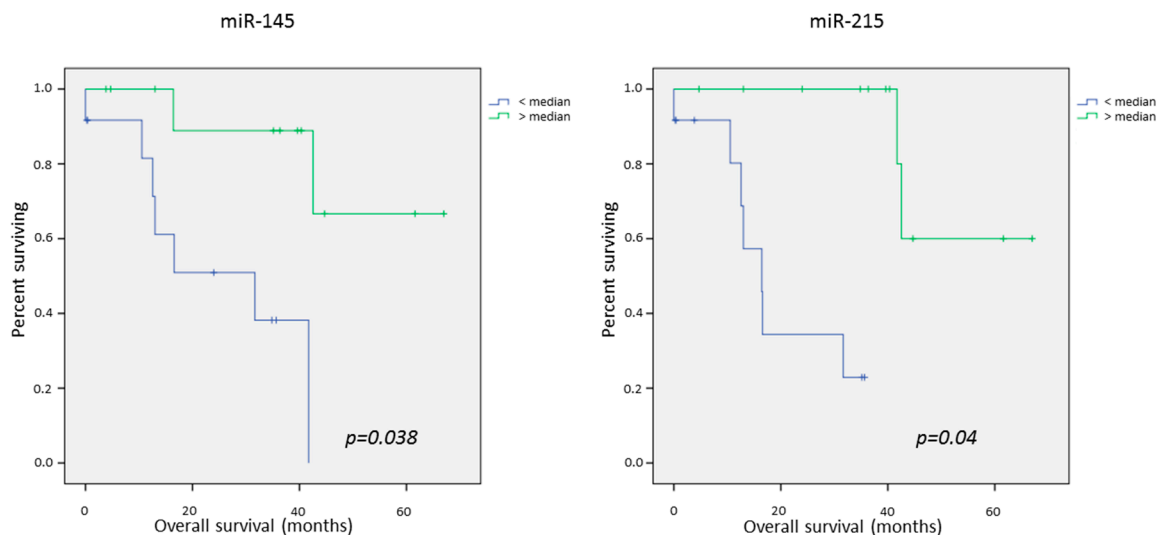 miR-145
1.0
0.8
0.6
0.4
0.2
0.0
Percent surviving
0
20
40
60
Overall survival (months)
p=0.038
< median
> median
miR-215
1.0
0.8
0.6
0.4
0.2
0.0
Percent surviving
0
20
40
60
Overall survival (months)
p=0.04
< median
> median